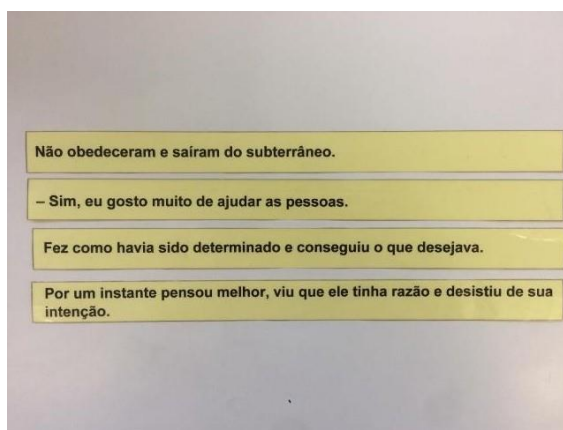 Não obedeceram e saíram do subterrâneo.
– Sim, eu gosto muito de ajudar as pessoas.
Fez como havia sido determinado e conseguiu o que desejava.
Por um instante pensou melhor, viu que ele tinha razão e desistiu de sua
intenção.